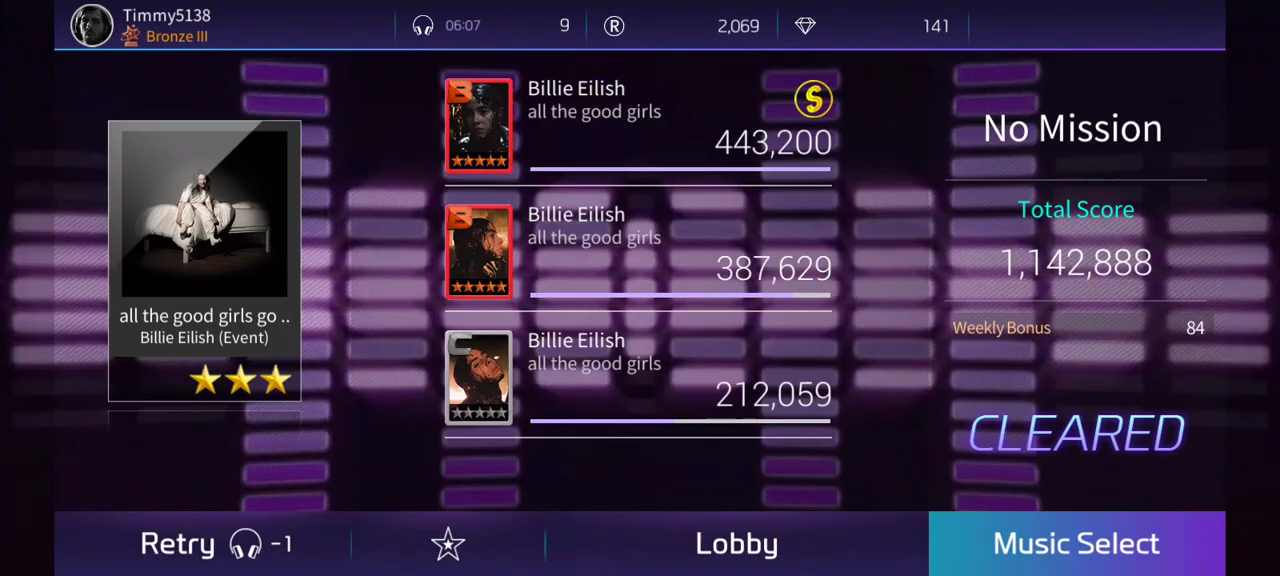 Timmy5138
Bronze III
06:07
9
R
2,069
141
all the good girls go ..
Billie Eilish (Event)
B
Billie Eilish
all the good girls
S
443,200
B
Billie Eilish
all the good girls
387,629
C
Billie Eilish
all the good girls
212,059
No Mission
Total Score
1,142,888
Weekly Bonus 84
CLEARED
Retry -1
Lobby
Music Select